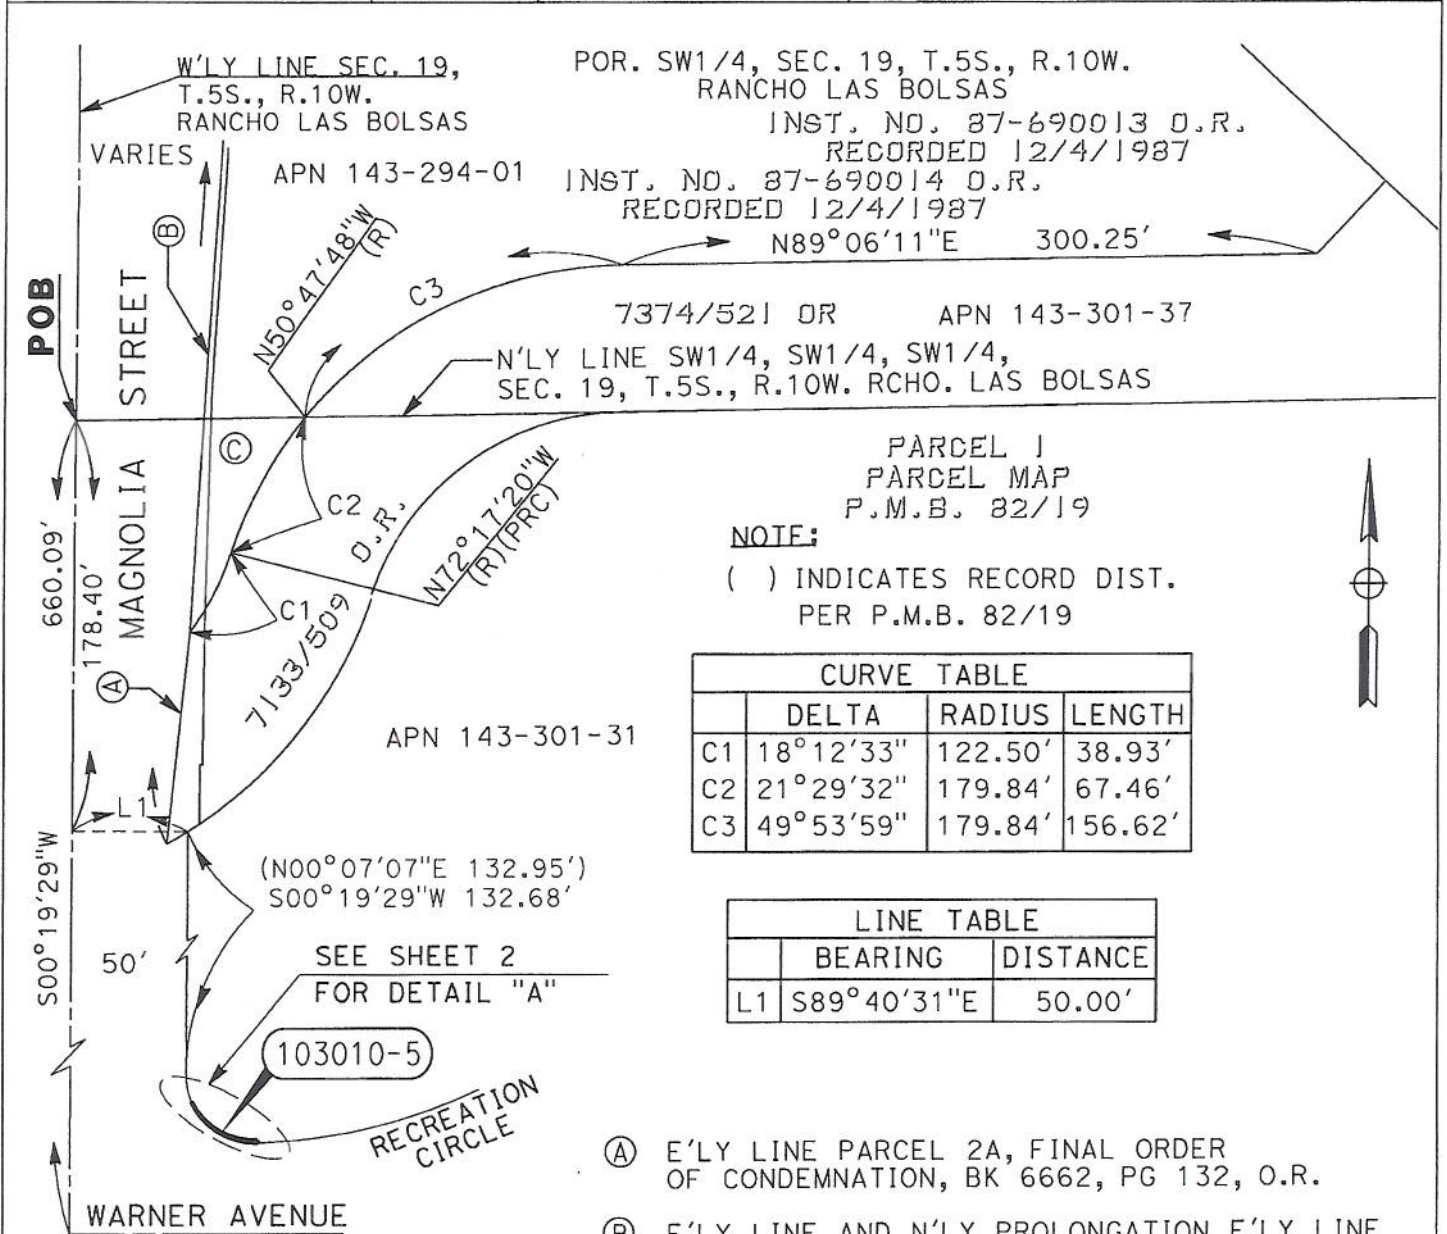 W'LY LINE SEC. 19,
T.5S., R.10W.
RANCHO LAS BOLSAS
POR. SW1/4, SEC. 19, T.5S., R.10W.
RANCHO LAS BOLSAS
INST. NO. 87-690013 O.R.
RECORDED 12/4/1987
INST. NO. 87-690014 O.R.
RECORDED 12/4/1987
VARIES
APN 143-294-01
B
N50°47'48"W
(R)
N89°06'11"E 300.25'
C3
POB
MAGNOLIA STREET
7374/521 OR
APN 143-301-37
N'LY LINE SW1/4, SW1/4, SW1/4,
SEC. 19, T.5S., R.10W. RCHO. LAS BOLSAS
C
PARCEL 1
PARCEL MAP
P.M.B. 82/19
C2
N72°17'20"W
(R)(PRC)
7133/509 O.R.
C1
660.09'
178.40'
NOTE:
( ) INDICATES RECORD DIST.
PER P.M.B. 82/19
A
APN 143-301-31
CURVE TABLE
DELTA RADIUS LENGTH
C1 18°12'33" 122.50' 38.93'
C2 21°29'32" 179.84' 67.46'
C3 49°53'59" 179.84' 156.62'
L1
(N00°07'07"E 132.95')
S00°19'29"W 132.68'
S00°19'29"W
50'
LINE TABLE
BEARING DISTANCE
L1 S89°40'31"E 50.00'
SEE SHEET 2
FOR DETAIL "A"
103010-5
RECREATION
CIRCLE
WARNER AVENUE
A E'LY LINE PARCEL 2A, FINAL ORDER
OF CONDEMNATION, BK 6662, PG 132, O.R.
B E'LY LINE AND N'LY PROLONGATION E'LY LINE